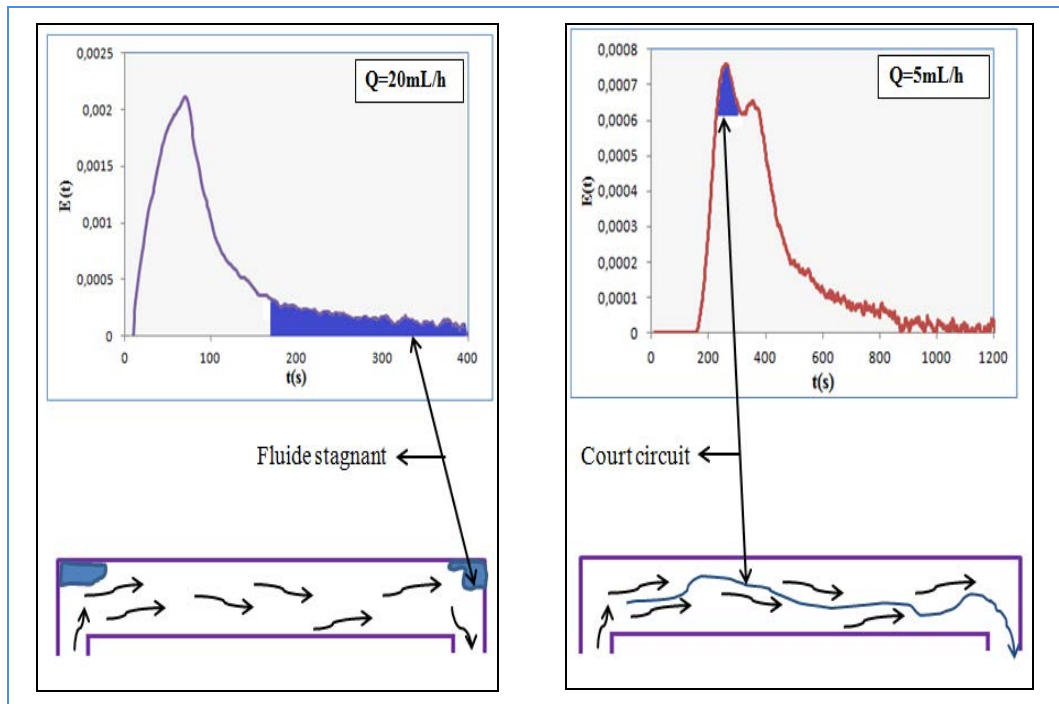 0,0025
0,002
0,0015
0,001
0,0005
0
E(t)
Q=20mL/h
0 100 200 300 400
t(s)
Fluide stagnant
0,0008
0,0007
0,0006
0,0005
0,0004
0,0003
0,0002
0,0001
0
E(t)
Q=5mL/h
0 200 400 600 800 1000 1200
t(s)
Court circuit